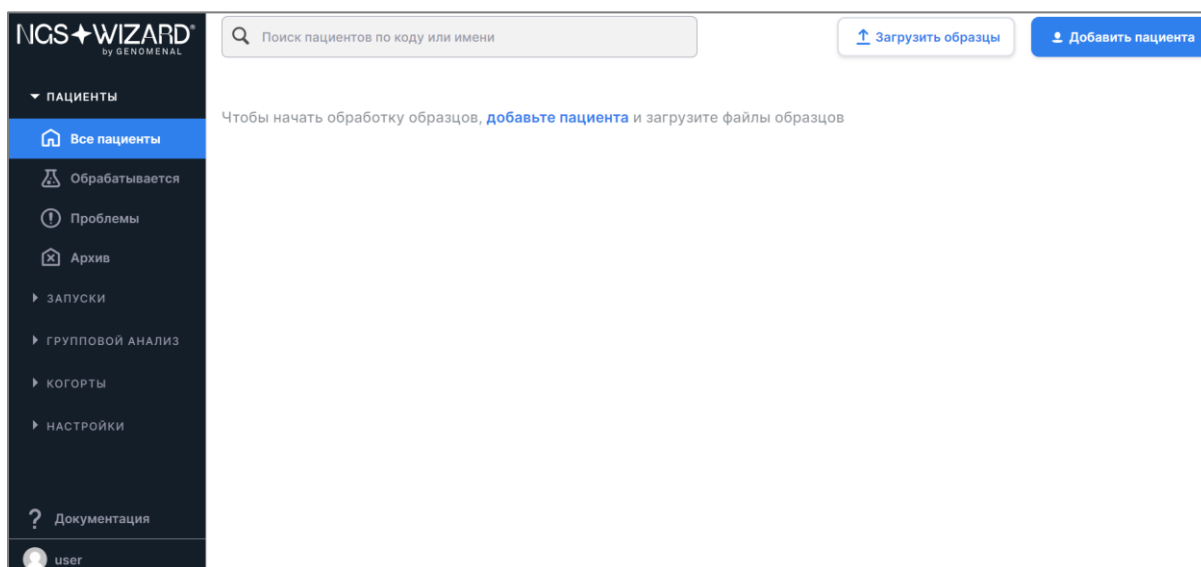 NGS WIZARD®
by GENOMENAL
Поиск пациентов по коду или имени
Загрузить образцы
Добавить пациента
ПАЦИЕНТЫ
Чтобы начать обработку образцов, добавьте пациента и загрузите файлы образцов
Все пациенты
Обрабатывается
Проблемы
Архив
ЗАПУСКИ
ГРУППОВОЙ АНАЛИЗ
КОГОРТЫ
НАСТРОЙКИ
? Документация
user